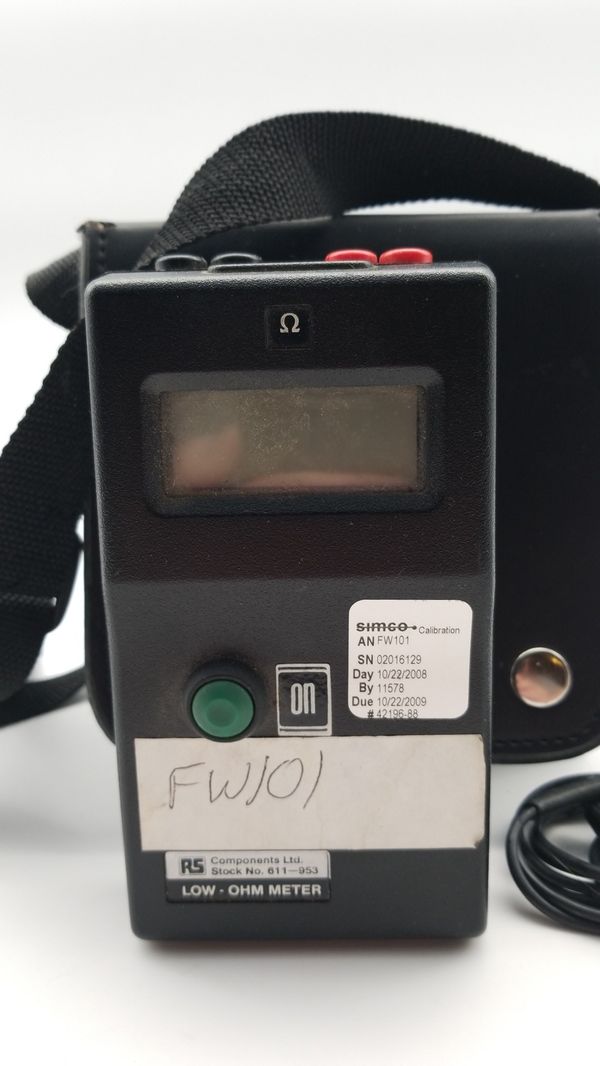 Ω
simco Calibration
AN FW101
SN 02016129
Day 10/22/2008
By 11578
Due 10/22/2009
# 42196-88
on
FW101
RS Components Ltd.
Stock No. 611-953
LOW-OHM METER